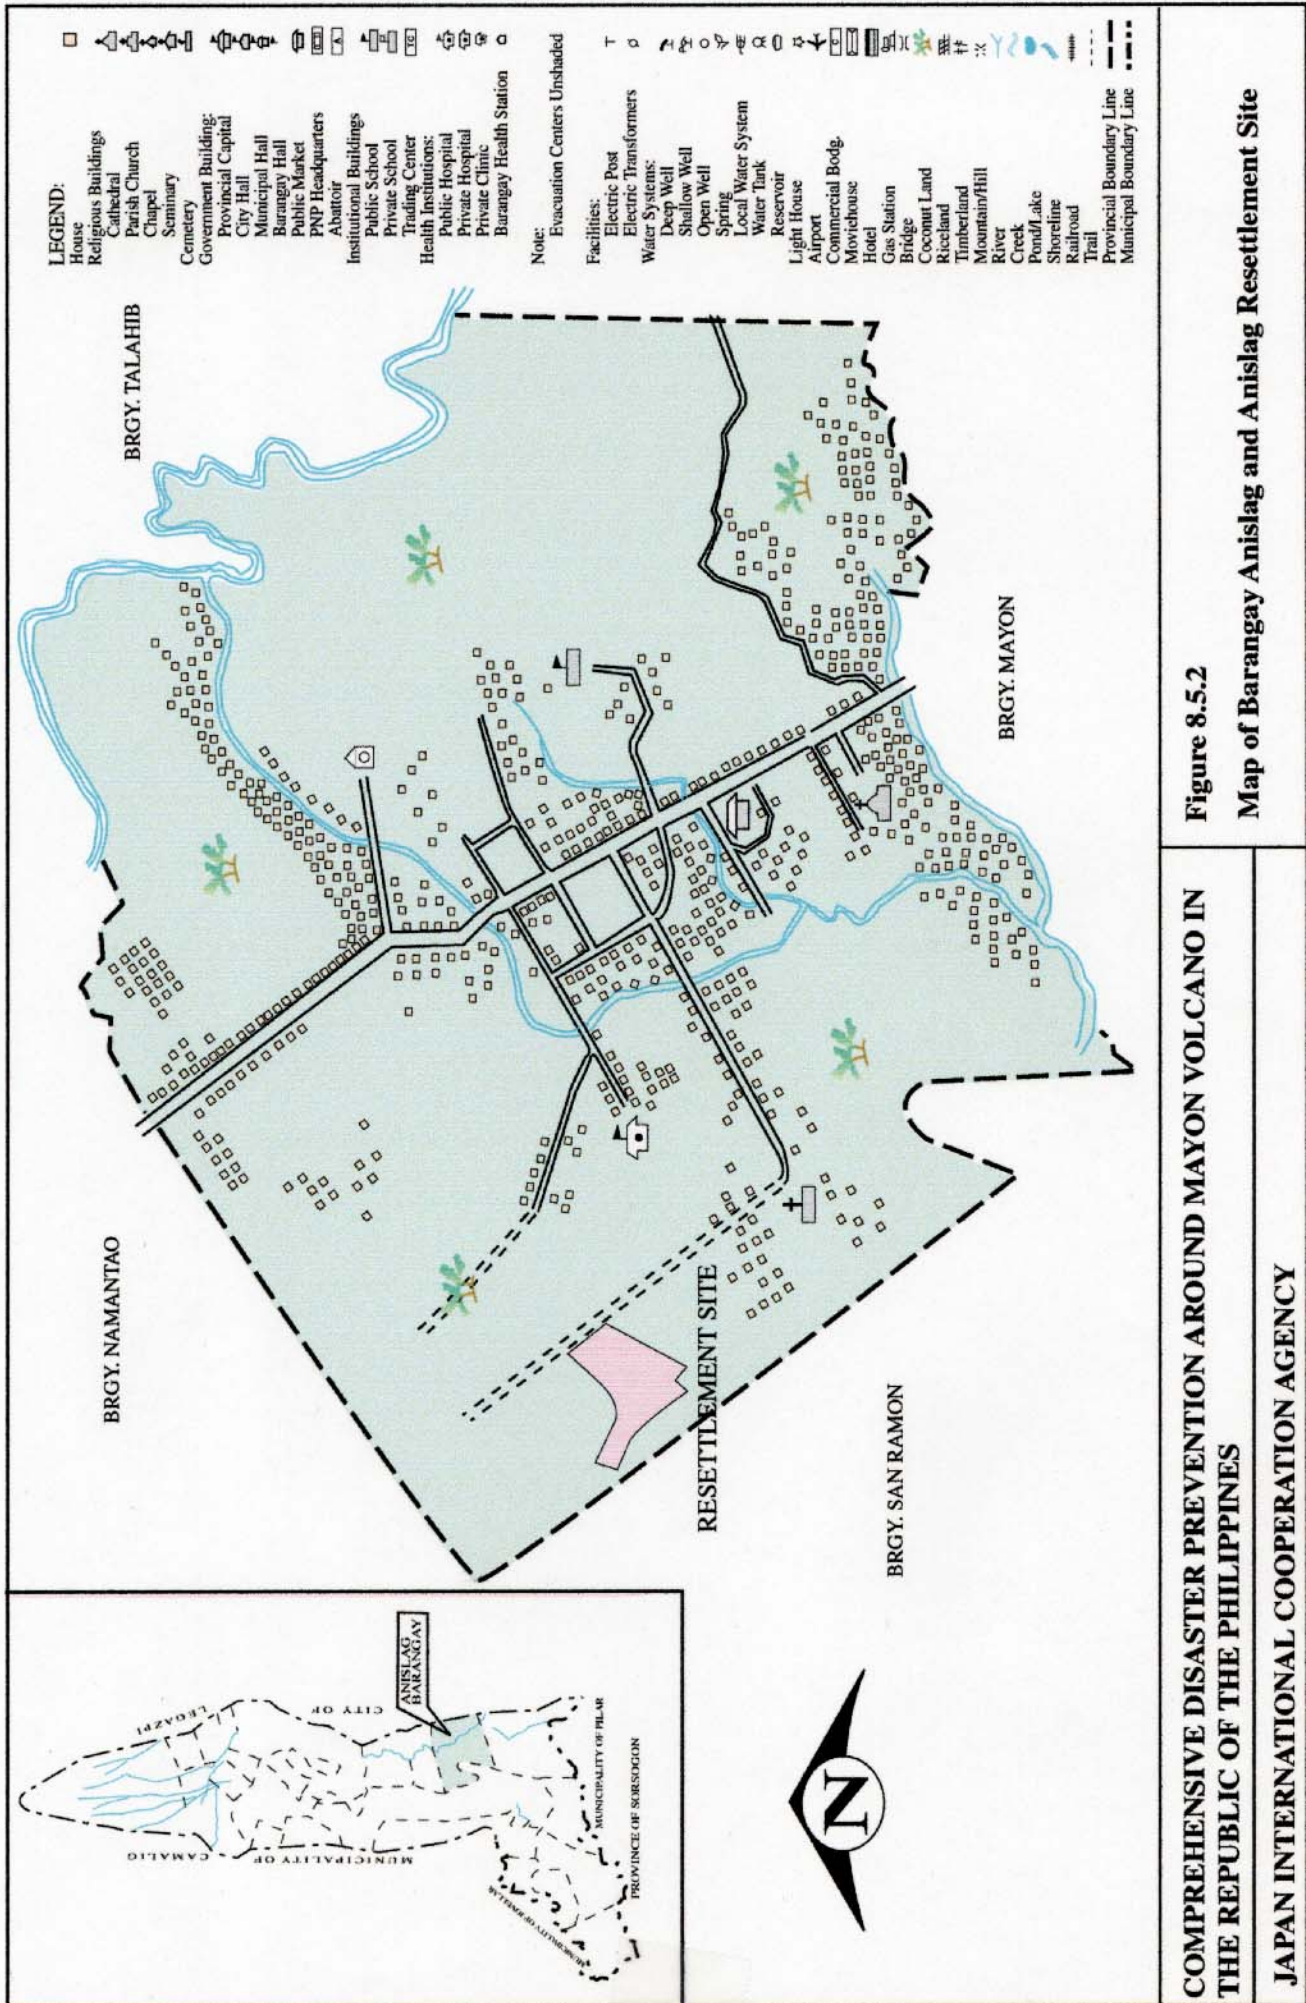 LEGEND:
House
Religious Buildings
Cathedral
Parish Church
Chapel
Seminary
Cemetery
Government Building:
Provincial Capital
City Hall
Municipal Hall
Barangay Hall
Public Market
PNP Headquarters
Abattoir
Institutional Buildings
Public School
Private School
Trading Center
Health Institutions:
Public Hospital
Private Hospital
Private Clinic
Barangay Health Station
Note:
Evacuation Centers Unshaded
Facilities:
Electric Post
Electric Transformers
Water Systems:
Deep Well
Shallow Well
Open Well
Spring
Local Water System
Water Tank
Reservoir
Light House
Airport
Commercial Bodg.
Moviehouse
Hotel
Gas Station
Bridge
Coconut Land
Riceland
Timberland
Mountain/Hill
River
Creek
Pond/Lake
Shoreline
Railroad
Trail
Provincial Boundary Line
Municipal Boundary Line
BRGY. TALAHIB
BRGY. NAMANTAO
BRGY. MAYON
BRGY. SAN RAMON
RESETTLEMENT SITE
ANISLAG
BARANGAY
LEGAZPI
CITY OF
CAMALIG
MUNICIPALITY OF
MUNICIPALITY OF PILAR
PROVINCE OF SORSOGON
N
COMPREHENSIVE DISASTER PREVENTION AROUND MAYON VOLCANO IN
THE REPUBLIC OF THE PHILIPPINES
JAPAN INTERNATIONAL COOPERATION AGENCY
Figure 8.5.2
Map of Barangay Anislag and Anislag Resettlement Site